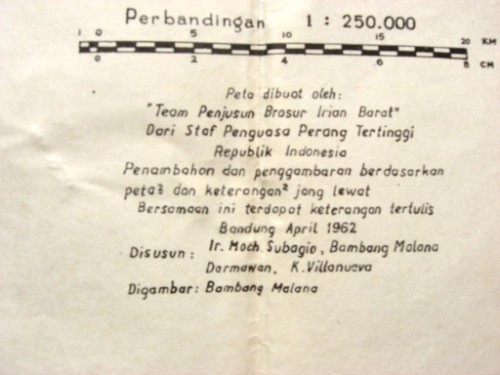 Perbandingan 1 : 250.000
1 0 5 10 15 20 KM
0 2 4 6 8 CM
Peta dibuat oleh:
"Team Penjusun Brosur Irian Barat"
Dari Staf Penguasa Perang Tertinggi
Republik Indonesia
Penambahan dan penggambaran berdasarkan
peta² dan keterangan² jang lewat
Bersamaan ini terdapat keterangan tertulis
Bandung April 1962
Disusun : Ir. Moch. Subagio, Bambang Malana
Darmawan, K. Villanueva
Digambar: Bambang Malana